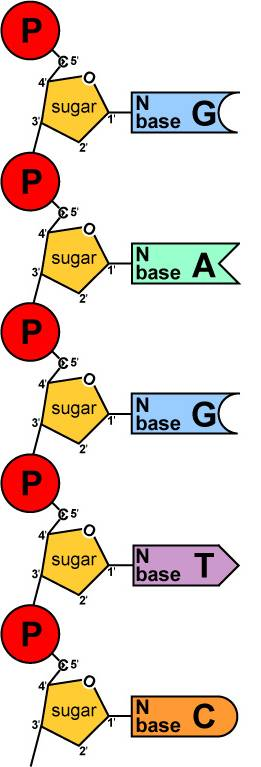 P
C 5'
4' O
sugar N
base G
3' 1'
2'
P
C 5'
4' O
sugar N
base A
3' 1'
2'
P
C 5'
4' O
sugar N
base G
3' 1'
2'
P
C 5'
4' O
sugar N
base T
3' 1'
2'
P
C 5'
4' O
sugar N
base C
3' 1'
2'